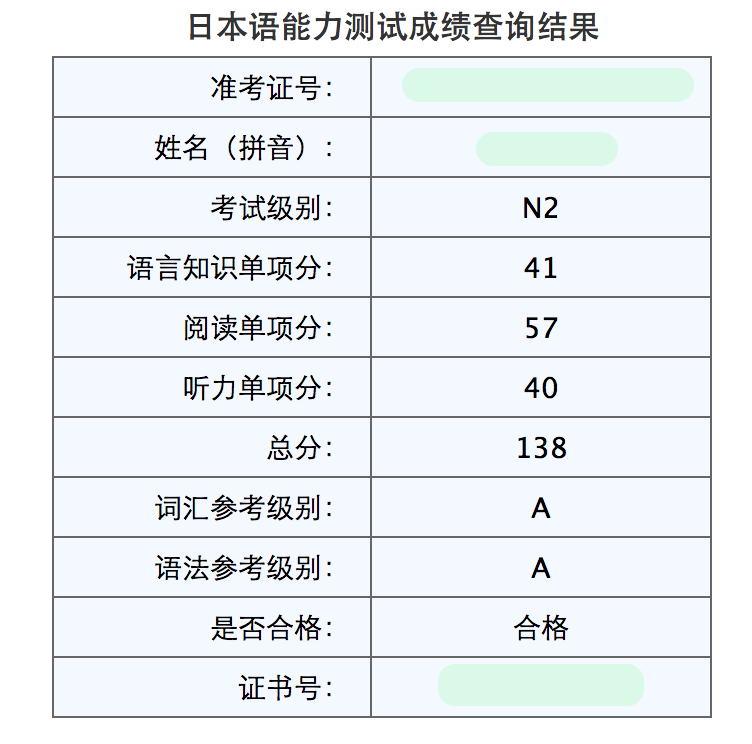 日本语能力测试成绩查询结果
准考证号：
姓名（拼音）：
考试级别： N2
语言知识单项分： 41
阅读单项分： 57
听力单项分： 40
总分： 138
词汇参考级别： A
语法参考级别： A
是否合格： 合格
证书号：